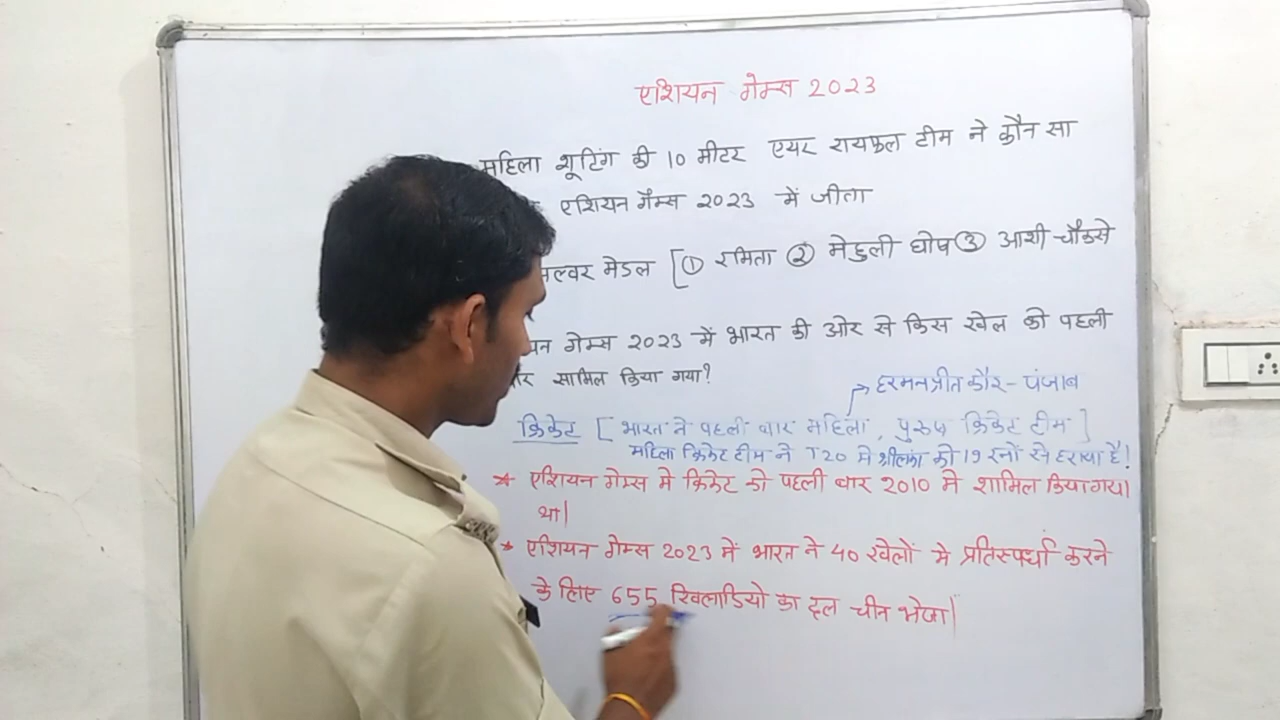 एशियन गेम्स 2023
महिला शूटिंग की 10 मीटर एयर रायफल टीम ने कौन सा
एशियन गेम्स 2023 में जीता
मेडल [① रमिता ② मेहुली घोष ③ आशी चौकसे
गेम्स 2023 में भारत की ओर से किस खेल को पहली
सामिल किया गया?
→ हरमनप्रीत कौर - पंजाब
क्रिकेट [ भारत ने पहली बार महिला, पुरुष क्रिकेट टीम ]
महिला क्रिकेट टीम ने T20 मे श्रीलंका को 19 रनों से हराया है!
* एशियन गेम्स मे क्रिकेट को पहली बार 2010 मे शामिल किया गया
था|
* एशियन गेम्स 2023 में भारत ने 40 खेलों मे प्रतिस्पर्धा करने
के लिए 655 खिलाडियो का दल चीन भेजा|